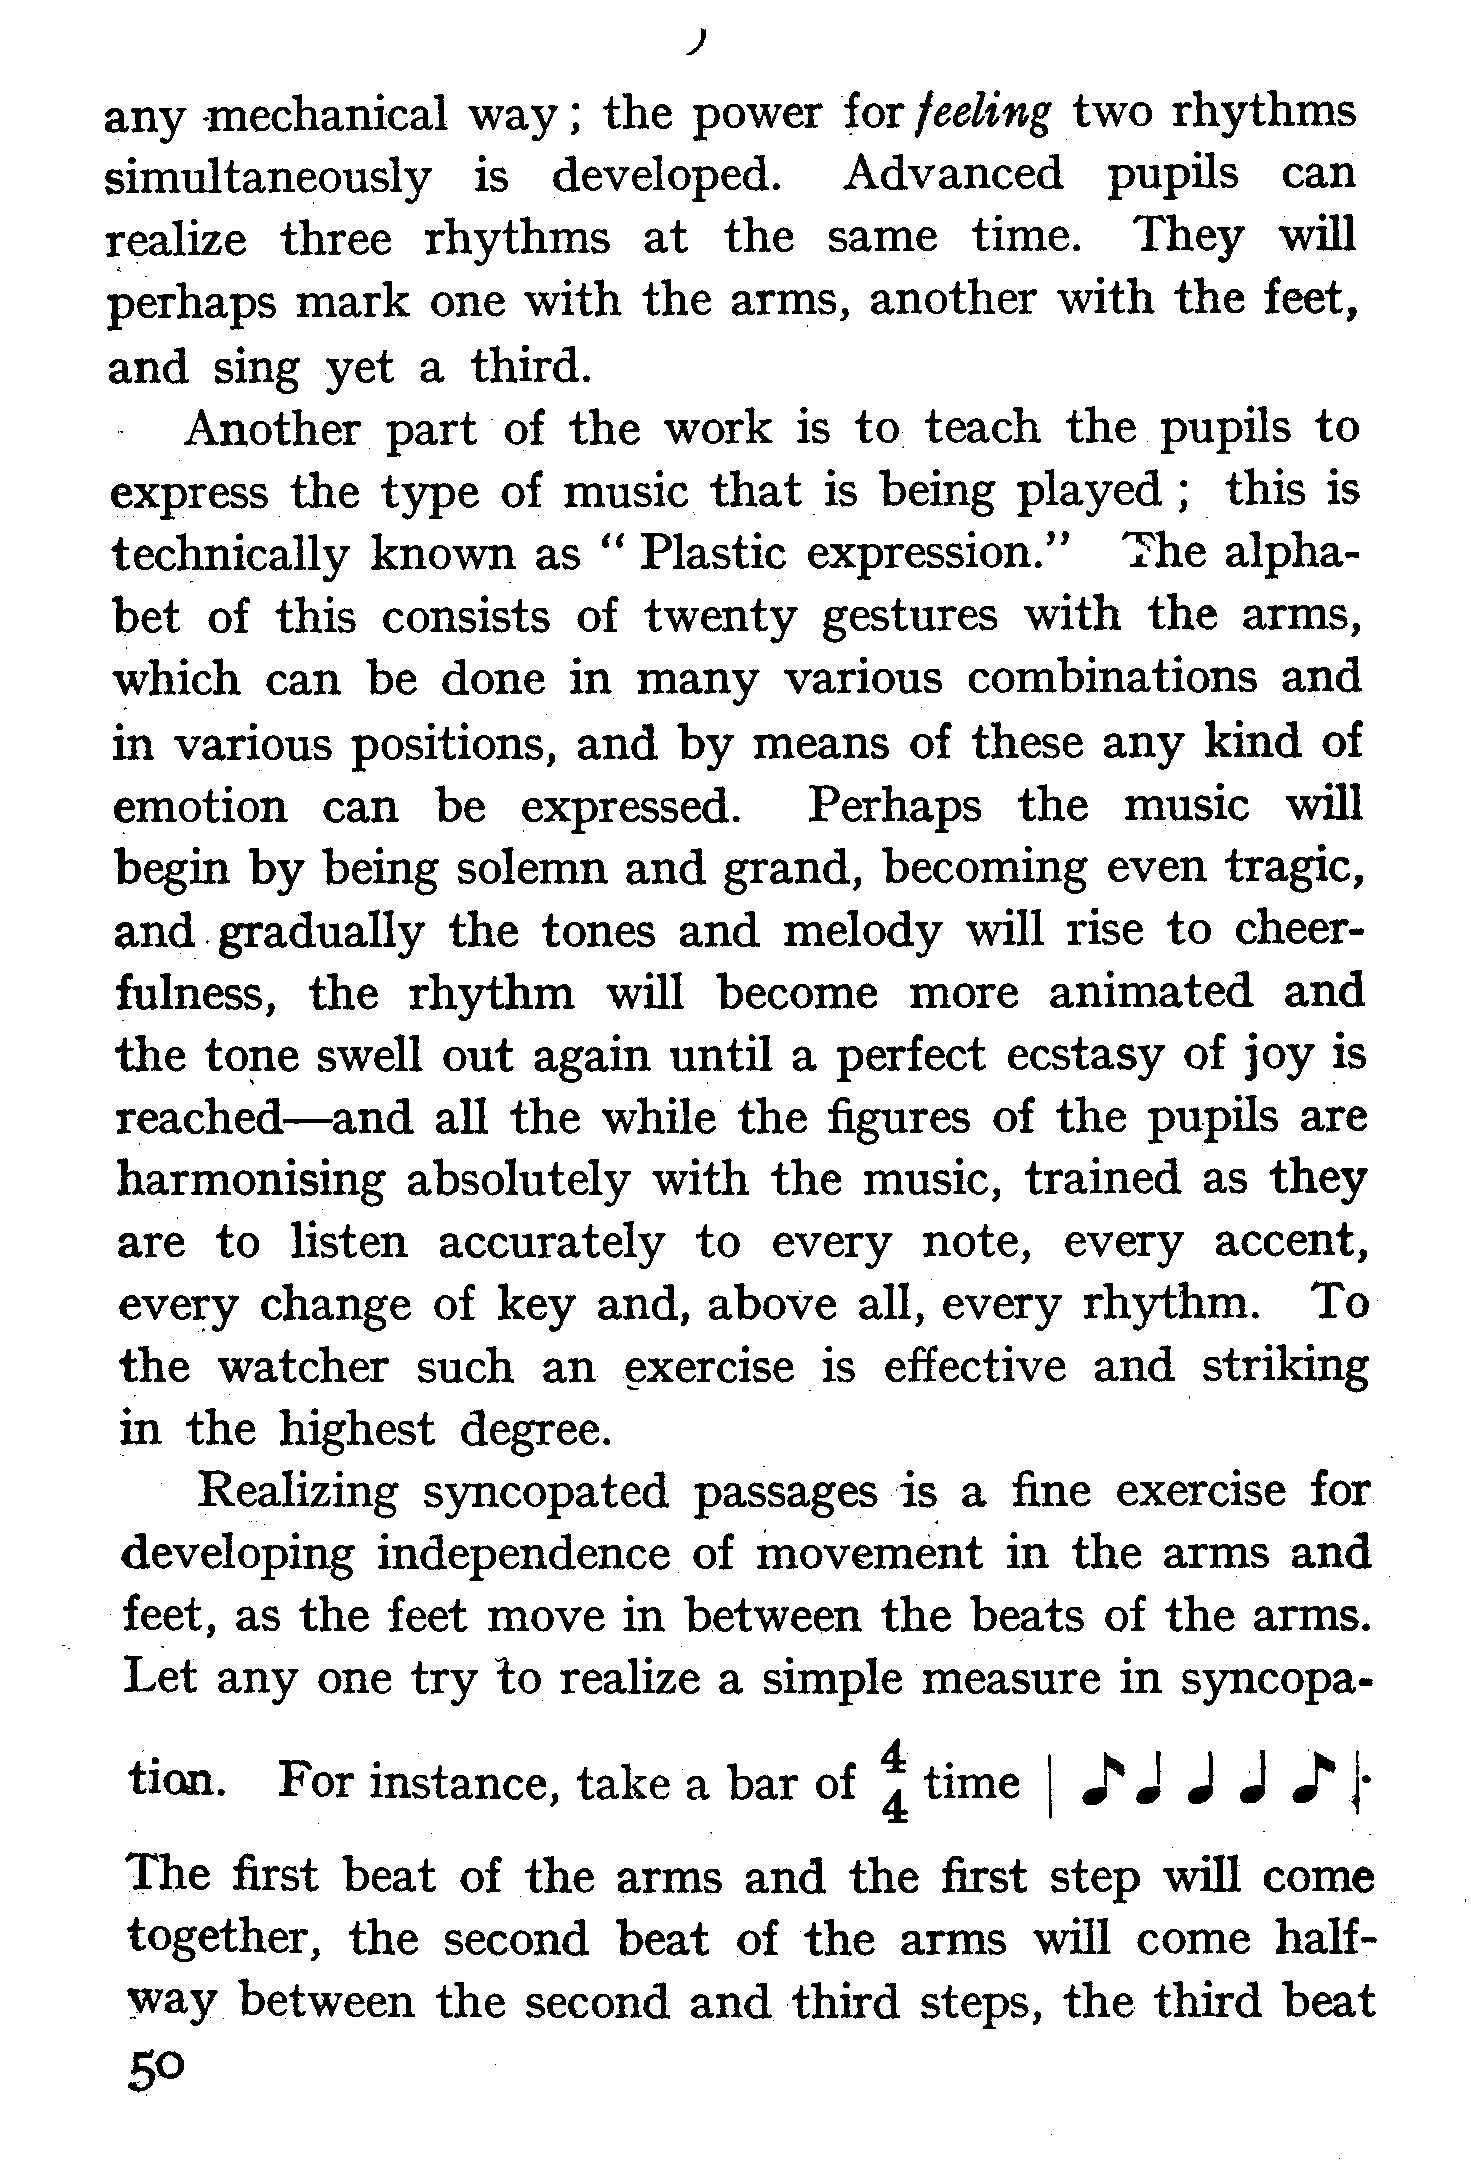 any mechanical way; the power for feeling two rhythms
simultaneously is developed. Advanced pupils can
realize three rhythms at the same time. They will
perhaps mark one with the arms, another with the feet,
and sing yet a third.
Another part of the work is to teach the pupils to
express the type of music that is being played; this is
technically known as “Plastic expression.” The alpha-
bet of this consists of twenty gestures with the arms,
which can be done in many various combinations and
in various positions, and by means of these any kind of
emotion can be expressed. Perhaps the music will
begin by being solemn and grand, becoming even tragic,
and gradually the tones and melody will rise to cheer-
fulness, the rhythm will become more animated and
the tone swell out again until a perfect ecstasy of joy is
reached—and all the while the figures of the pupils are
harmonising absolutely with the music, trained as they
are to listen accurately to every note, every accent,
every change of key and, above all, every rhythm. To
the watcher such an exercise is effective and striking
in the highest degree.
Realizing syncopated passages is a fine exercise for
developing independence of movement in the arms and
feet, as the feet move in between the beats of the arms.
Let any one try to realize a simple measure in syncopa-
tion. For instance, take a bar of 4/4 time | ♪ ♩ ♩ ♩ ♪ |.
The first beat of the arms and the first step will come
together, the second beat of the arms will come half-
way between the second and third steps, the third beat
50